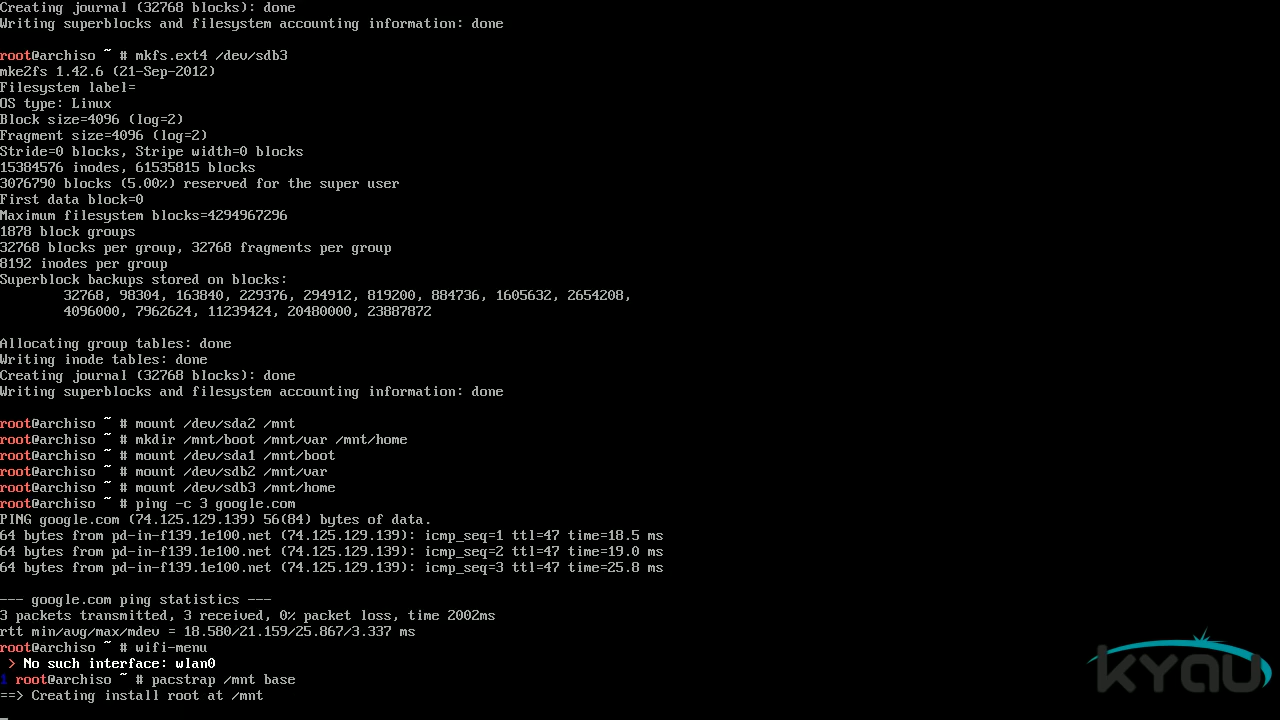 Creating journal (32768 blocks): done
Writing superblocks and filesystem accounting information: done
root@archiso ~ # mkfs.ext4 /dev/sdb3
mke2fs 1.42.6 (21-Sep-2012)
Filesystem label=
OS type: Linux
Block size=4096 (log=2)
Fragment size=4096 (log=2)
Stride=0 blocks, Stripe width=0 blocks
15384576 inodes, 61535815 blocks
3076790 blocks (5.00%) reserved for the super user
First data block=0
Maximum filesystem blocks=4294967296
1878 block groups
32768 blocks per group, 32768 fragments per group
8192 inodes per group
Superblock backups stored on blocks:
32768, 98304, 163840, 229376, 294912, 819200, 884736, 1605632, 2654208,
4096000, 7962624, 11239424, 20480000, 23887872
Allocating group tables: done
Writing inode tables: done
Creating journal (32768 blocks): done
Writing superblocks and filesystem accounting information: done
root@archiso ~ # mount /dev/sda2 /mnt
root@archiso ~ # mkdir /mnt/boot /mnt/var /mnt/home
root@archiso ~ # mount /dev/sda1 /mnt/boot
root@archiso ~ # mount /dev/sdb2 /mnt/var
root@archiso ~ # mount /dev/sdb3 /mnt/home
root@archiso ~ # ping -c 3 google.com
PING google.com (74.125.129.139) 56(84) bytes of data.
64 bytes from pd-in-f139.1e100.net (74.125.129.139): icmp_seq=1 ttl=47 time=18.5 ms
64 bytes from pd-in-f139.1e100.net (74.125.129.139): icmp_seq=2 ttl=47 time=19.0 ms
64 bytes from pd-in-f139.1e100.net (74.125.129.139): icmp_seq=3 ttl=47 time=25.8 ms
--- google.com ping statistics ---
3 packets transmitted, 3 received, 0% packet loss, time 2002ms
rtt min/avg/max/mdev = 18.580/21.159/25.867/3.337 ms
root@archiso ~ # wifi-menu
> No such interface: wlan0
1 root@archiso ~ # pacstrap /mnt base
==> Creating install root at /mnt
kyau